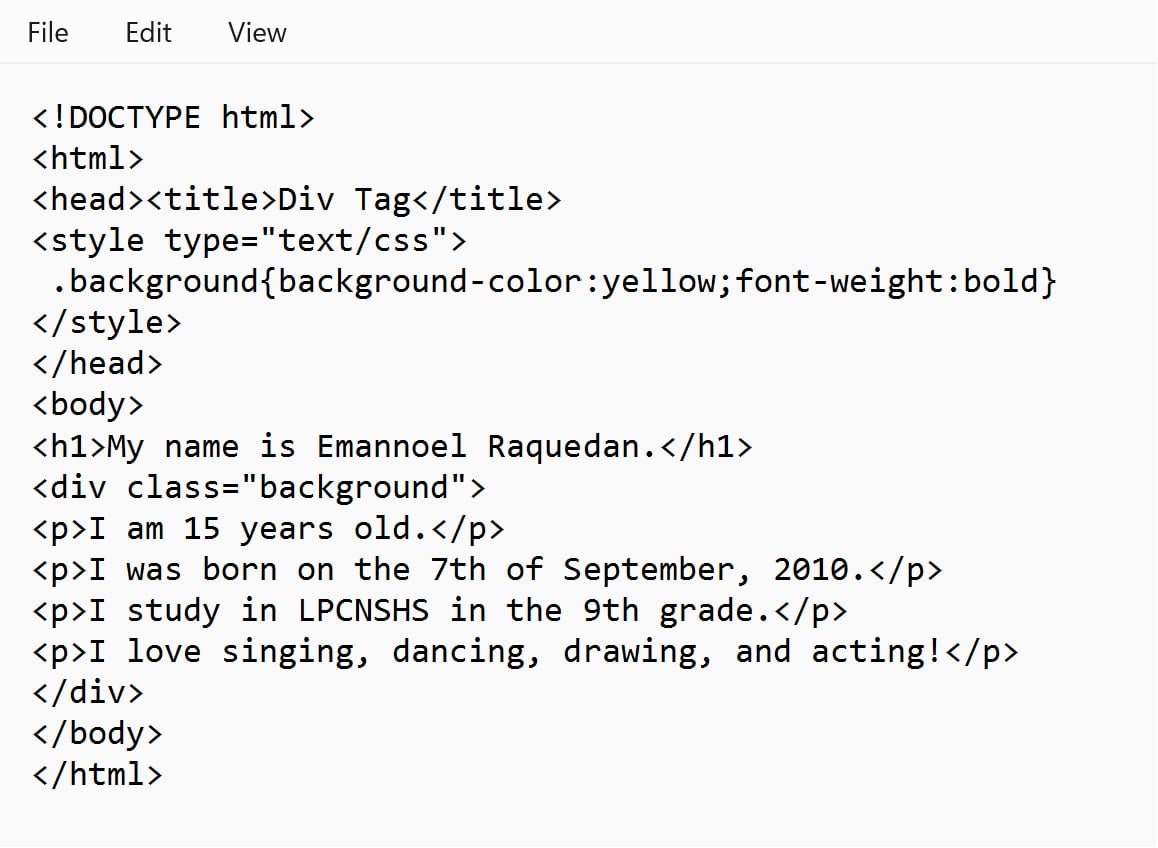 File Edit View
<!DOCTYPE html>
<html>
<head><title>Div Tag</title>
<style type="text/css">
 .background{background-color:yellow;font-weight:bold}
</style>
</head>
<body>
<h1>My name is Emannoel Raquedan.</h1>
<div class="background">
<p>I am 15 years old.</p>
<p>I was born on the 7th of September, 2010.</p>
<p>I study in LPCNSHS in the 9th grade.</p>
<p>I love singing, dancing, drawing, and acting!</p>
</div>
</body>
</html>